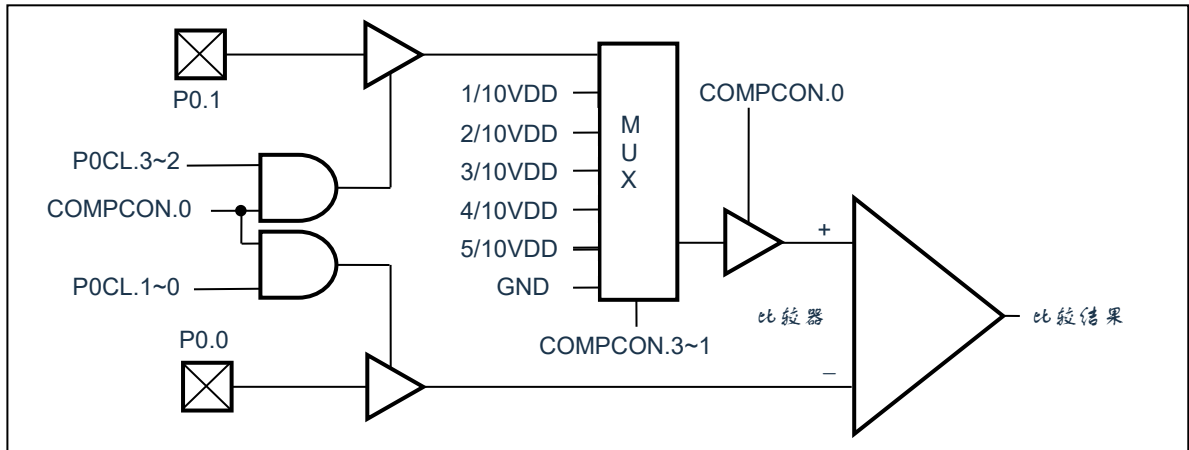 P0.1
1/10VDD
COMPCON.0
2/10VDD
M
U
X
P0CL.3~2
3/10VDD
COMPCON.0
4/10VDD
+
5/10VDD
P0CL.1~0
GND
比较器
比较结果
P0.0
COMPCON.3~1
−